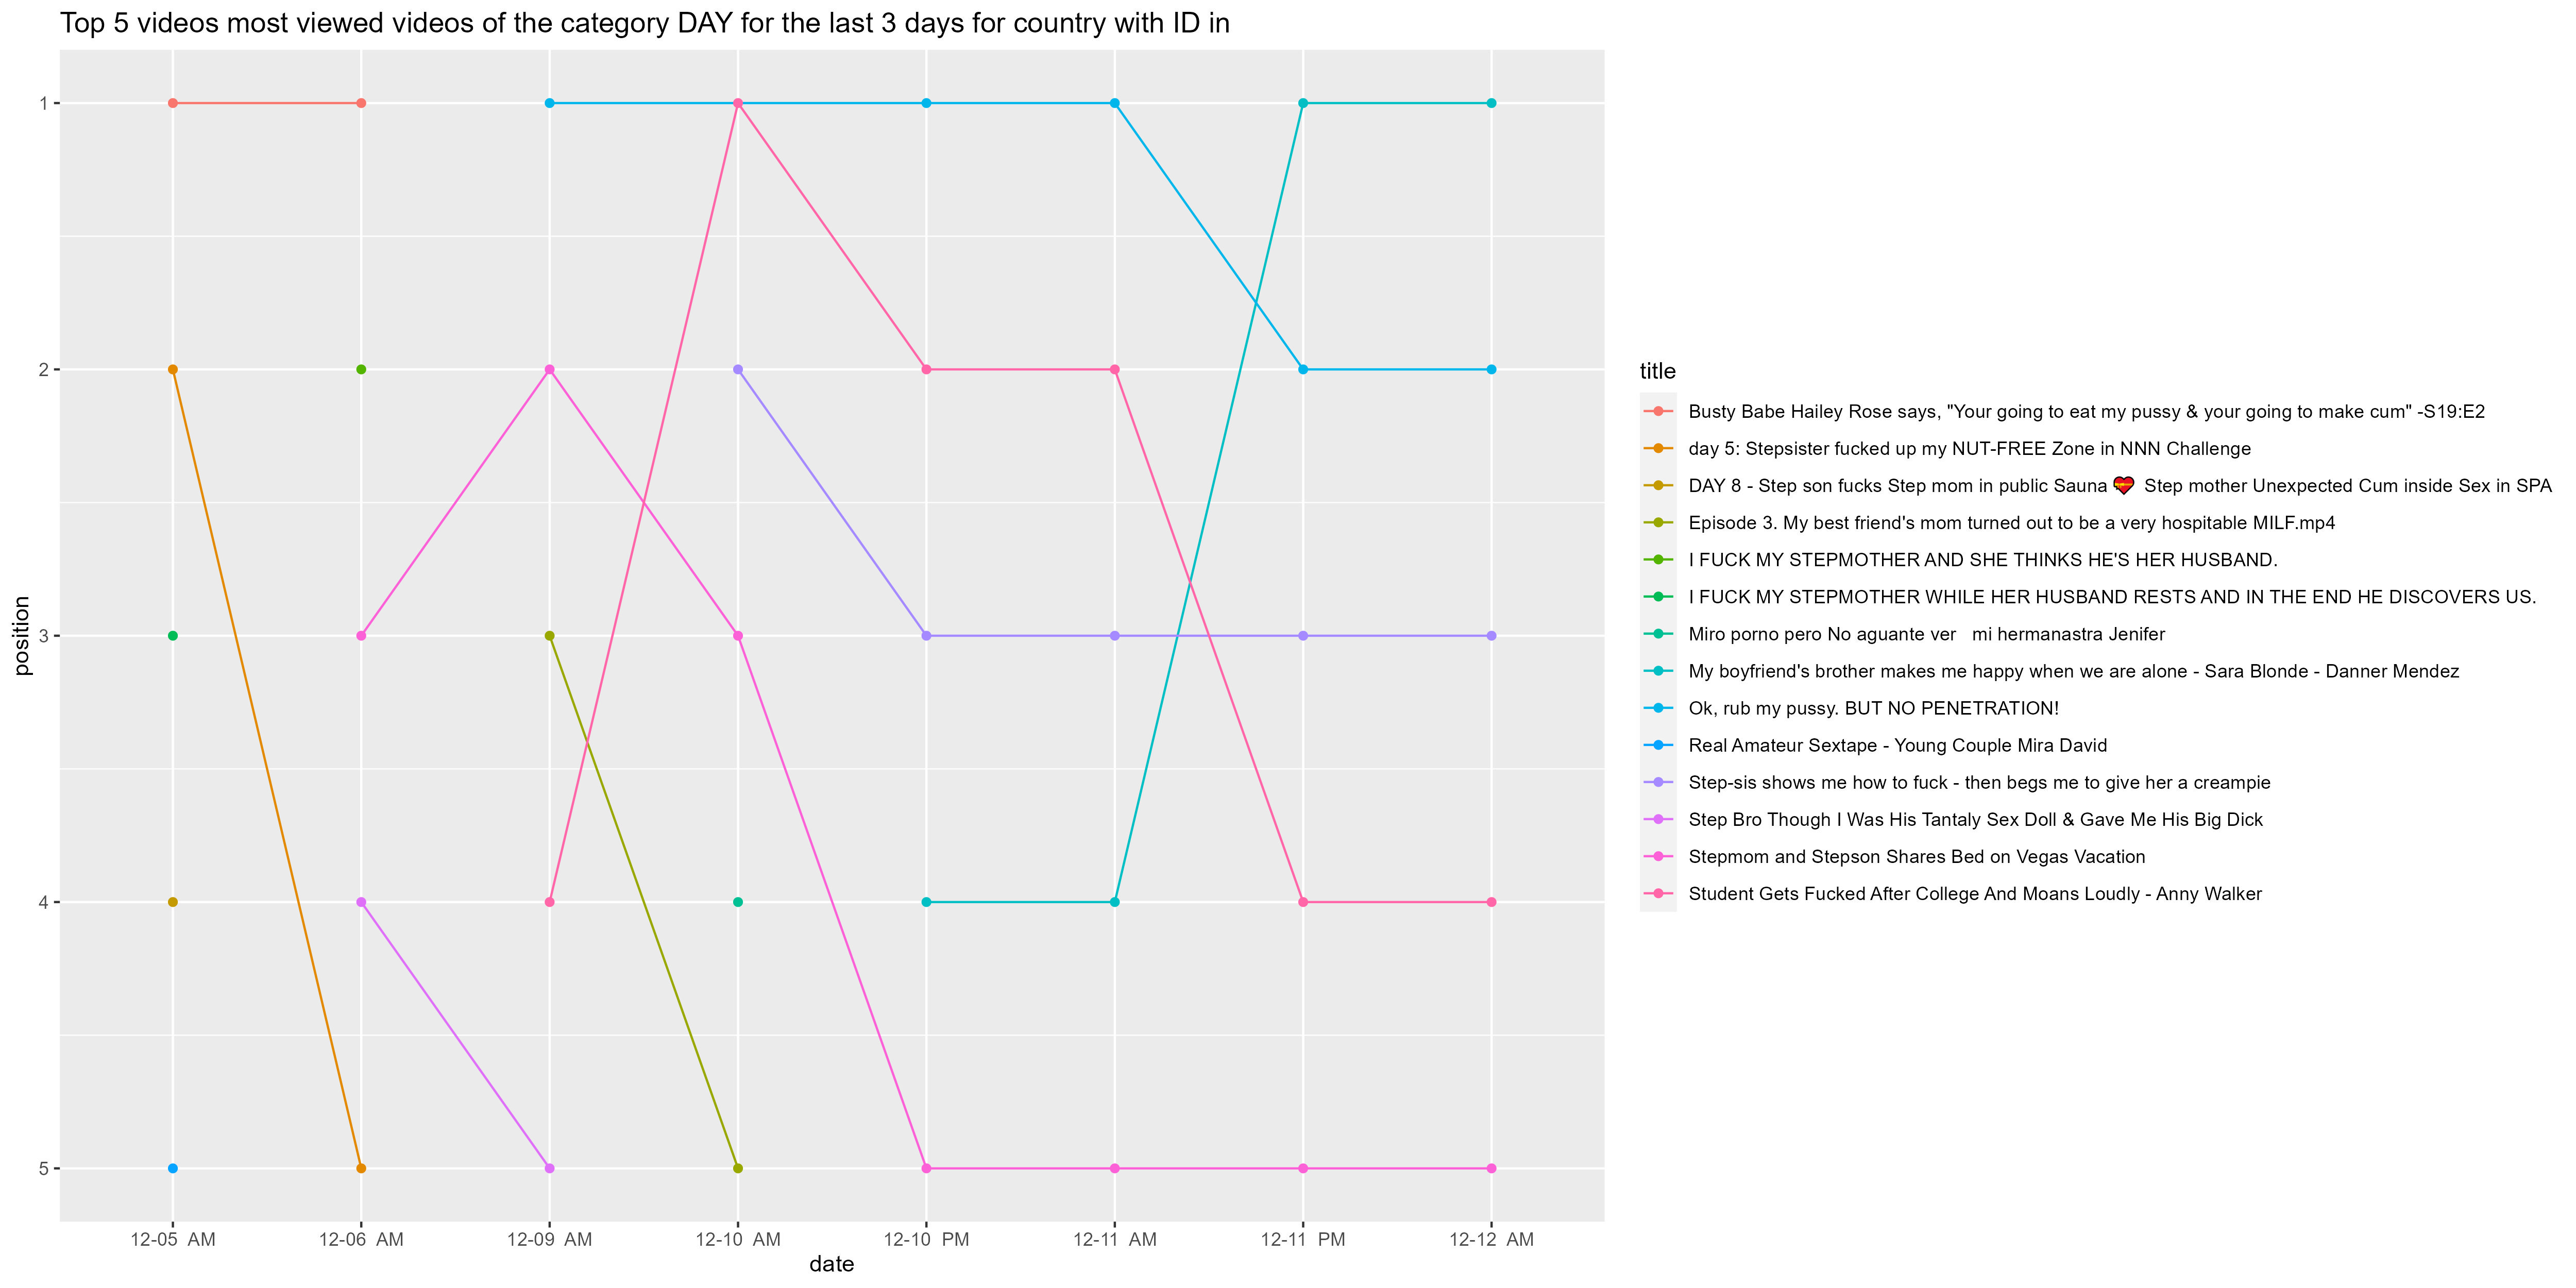 Top 5 videos most viewed videos of the category DAY for the last 3 days for country with ID in
position
1
2
3
4
5
12-05 AM
12-06 AM
12-09 AM
12-10 AM
12-10 PM
12-11 AM
12-11 PM
12-12 AM
date
title
Busty Babe Hailey Rose says, "Your going to eat my pussy & your going to make cum" -S19:E2
day 5: Stepsister fucked up my NUT-FREE Zone in NNN Challenge
DAY 8 - Step son fucks Step mom in public Sauna 💝 Step mother Unexpected Cum inside Sex in SPA
Episode 3. My best friend's mom turned out to be a very hospitable MILF.mp4
I FUCK MY STEPMOTHER AND SHE THINKS HE'S HER HUSBAND.
I FUCK MY STEPMOTHER WHILE HER HUSBAND RESTS AND IN THE END HE DISCOVERS US.
Miro porno pero No aguante ver mi hermanastra Jenifer
My boyfriend's brother makes me happy when we are alone - Sara Blonde - Danner Mendez
Ok, rub my pussy. BUT NO PENETRATION!
Real Amateur Sextape - Young Couple Mira David
Step-sis shows me how to fuck - then begs me to give her a creampie
Step Bro Though I Was His Tantaly Sex Doll & Gave Me His Big Dick
Stepmom and Stepson Shares Bed on Vegas Vacation
Student Gets Fucked After College And Moans Loudly - Anny Walker